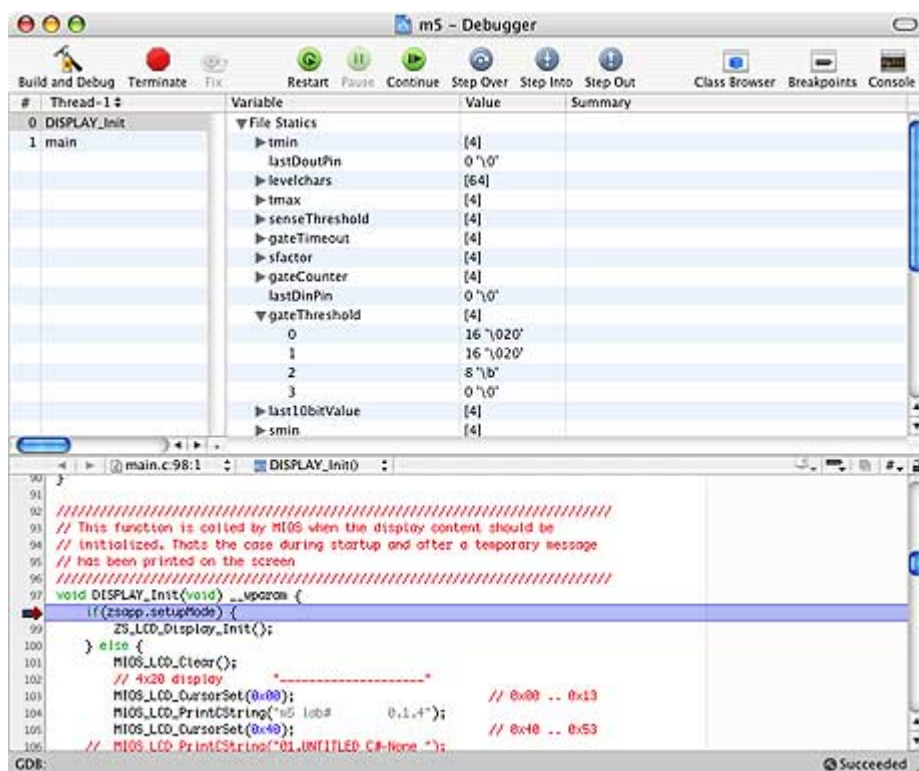 m5 – Debugger
Build and Debug Terminate Fix Restart Pause Continue Step Over Step Into Step Out Class Browser Breakpoints Console
# Thread-1 Variable Value Summary
0 DISPLAY_Init File Statics
1 main tmin [4]
lastDoutPin 0 '\0'
levelchars [64]
tmax [4]
senseThreshold [4]
gateTimeout [4]
sfactor [4]
gateCounter [4]
lastDinPin 0 '\0'
gateThreshold [4]
0 16 '\020'
1 16 '\020'
2 8 '\b'
3 0 '\0'
last10bitValue [4]
smin [4]
main.c:98:1 DISPLAY_Init() #
90 }
91
92 ////////////////////////////////////////////////////////////////////////////
93 // This function is called by MIOS when the display content should be
94 // initialized. Thats the case during startup and after a temporary message
95 // has been printed on the screen
96 ////////////////////////////////////////////////////////////////////////////
97 void DISPLAY_Init(void) __wparam {
if(zsapp.setupMode) {
99 ZS_LCD_Display_Init();
100 } else {
101 MIOS_LCD_Clear();
102 // 4x20 display "--------------------"
103 MIOS_LCD_CursorSet(0x00); // 0x00 .. 0x13
104 MIOS_LCD_PrintCString("m5 lab# 0.1.4");
105 MIOS_LCD_CursorSet(0x40); // 0x40 .. 0x53
106 // MIOS_LCD_PrintCString("01.UNTITLED C#-None ");
GDB: Succeeded